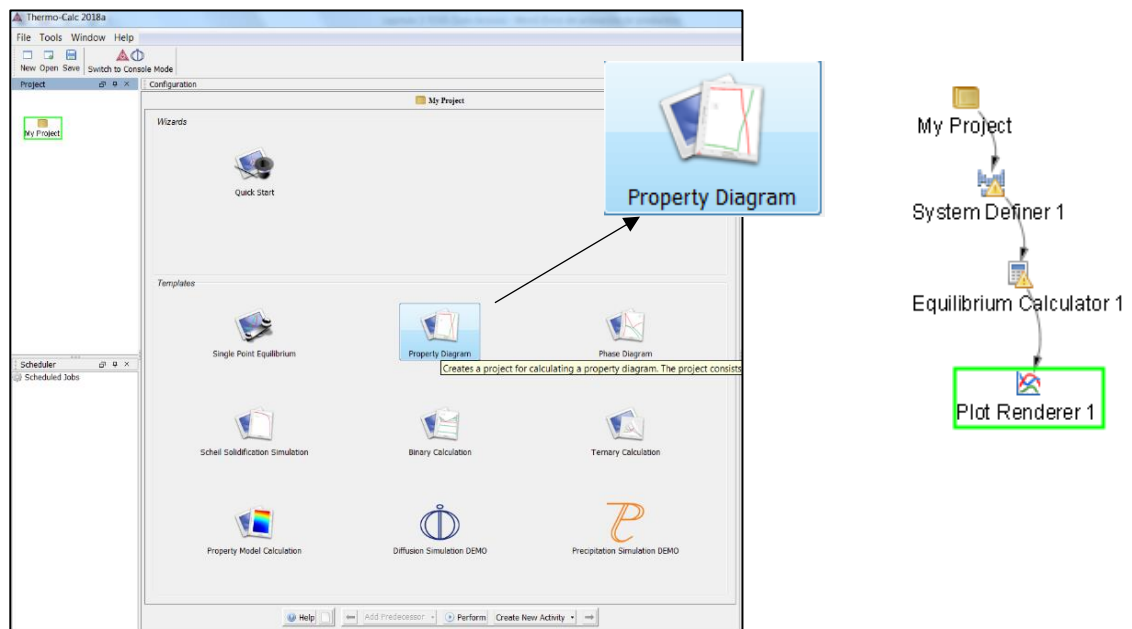 Thermo-Calc 2018a
File Tools Window Help
New Open Save Switch to Console Mode
Project
Configuration
My Project
My Project
Wizards
Quick Start
Templates
Single Point Equilibrium
Property Diagram
Phase Diagram
Creates a project for calculating a property diagram. The project consists
Scheduler
Scheduled Jobs
Scheil Solidification Simulation
Binary Calculation
Ternary Calculation
Property Model Calculation
Diffusion Simulation DEMO
Precipitation Simulation DEMO
Help
Add Predecessor
Perform
Create New Activity
Property Diagram
My Project
System Definer 1
Equilibrium Calculator 1
Plot Renderer 1